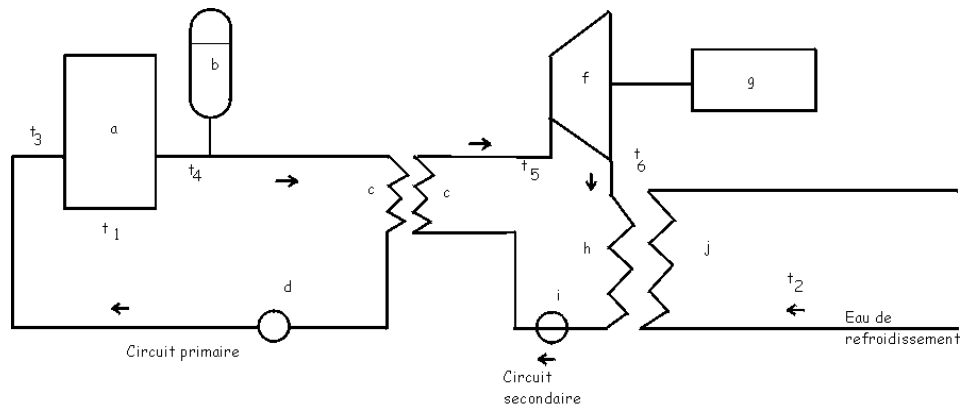 b
f
g
a
t3
t4
t5
t6
c
c
t1
h
j
d
i
t2
Eau de
refroidissement
Circuit primaire
Circuit
secondaire